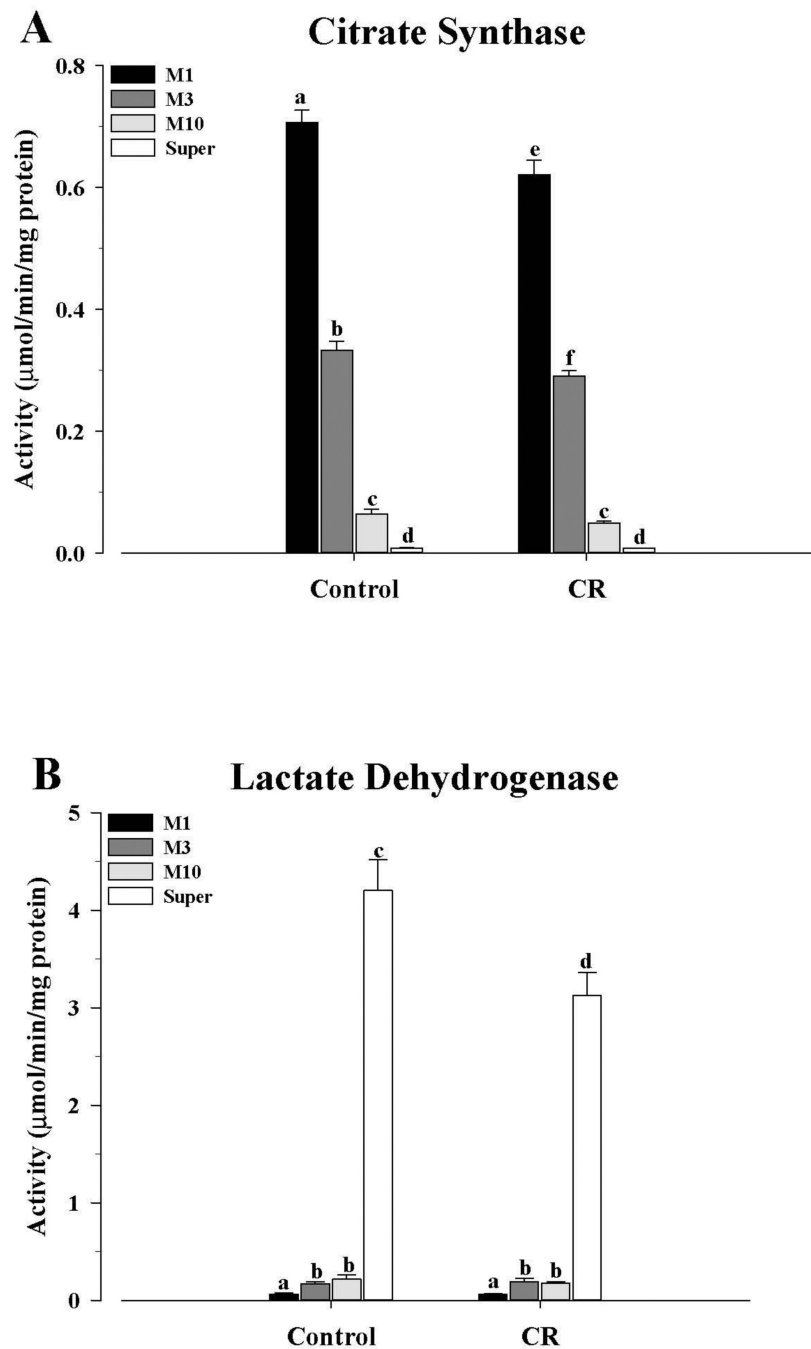 A
Citrate Synthase
Activity (μmol/min/mg protein)
0.8
0.6
0.4
0.2
0.0
M1
M3
M10
Super
a
b
c
d
e
f
c
d
Control
CR
B
Lactate Dehydrogenase
Activity (μmol/min/mg protein)
5
4
3
2
1
0
M1
M3
M10
Super
a
b
b
c
a
b
b
d
Control
CR